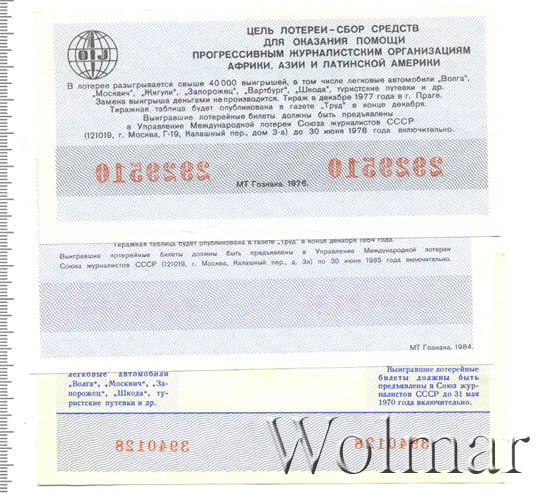 ЦЕЛЬ ЛОТЕРЕИ–СБОР СРЕДСТВ
ДЛЯ ОКАЗАНИЯ ПОМОЩИ
ПРОГРЕССИВНЫМ ЖУРНАЛИСТСКИМ ОРГАНИЗАЦИЯМ
АФРИКИ, АЗИИ И ЛАТИНСКОЙ АМЕРИКИ
В лотерее разыгрывается свыше 40 000 выигрышей, в том числе легковые автомобили „Волга“,
„Москвич“, „Жигули“, „Запорожец“, „Вартбург“, „Шкода“, туристские путевки и др.
Замена выигрыша деньгами не производится. Тираж в декабре 1977 года в г. Праге.
Тиражная таблица будет опубликована в газете „Труд“ в конце декабря.
Выигравшие лотерейные билеты должны быть предъявлены
в Управление Международной лотереи Союза журналистов СССР
(121019, г. Москва, Г-19, Калашный пер., дом 3-а) до 30 июня 1978 года включительно.
2929510 2929510
МТ Гознака. 1976.
Тиражная таблица будет опубликована в газете „Труд“ в конце декабря 1984 года.
Выигравшие лотерейные билеты должны быть предъявлены в Управление Международной лотереи
Союза журналистов СССР (121019, г. Москва, Калашный пер., д. 3а) по 30 июня 1985 года включительно.
МТ Гознака. 1984.
легковые автомобили
„Волга“, „Москвич“, „За-
порожец“, „Шкода“, ту-
ристские путевки и др.
Выигравшие лотерейные
билеты должны быть
предъявлены в Союз жур-
налистов СССР до 31 мая
1970 года включительно.
3940128 3940128
Wolmar